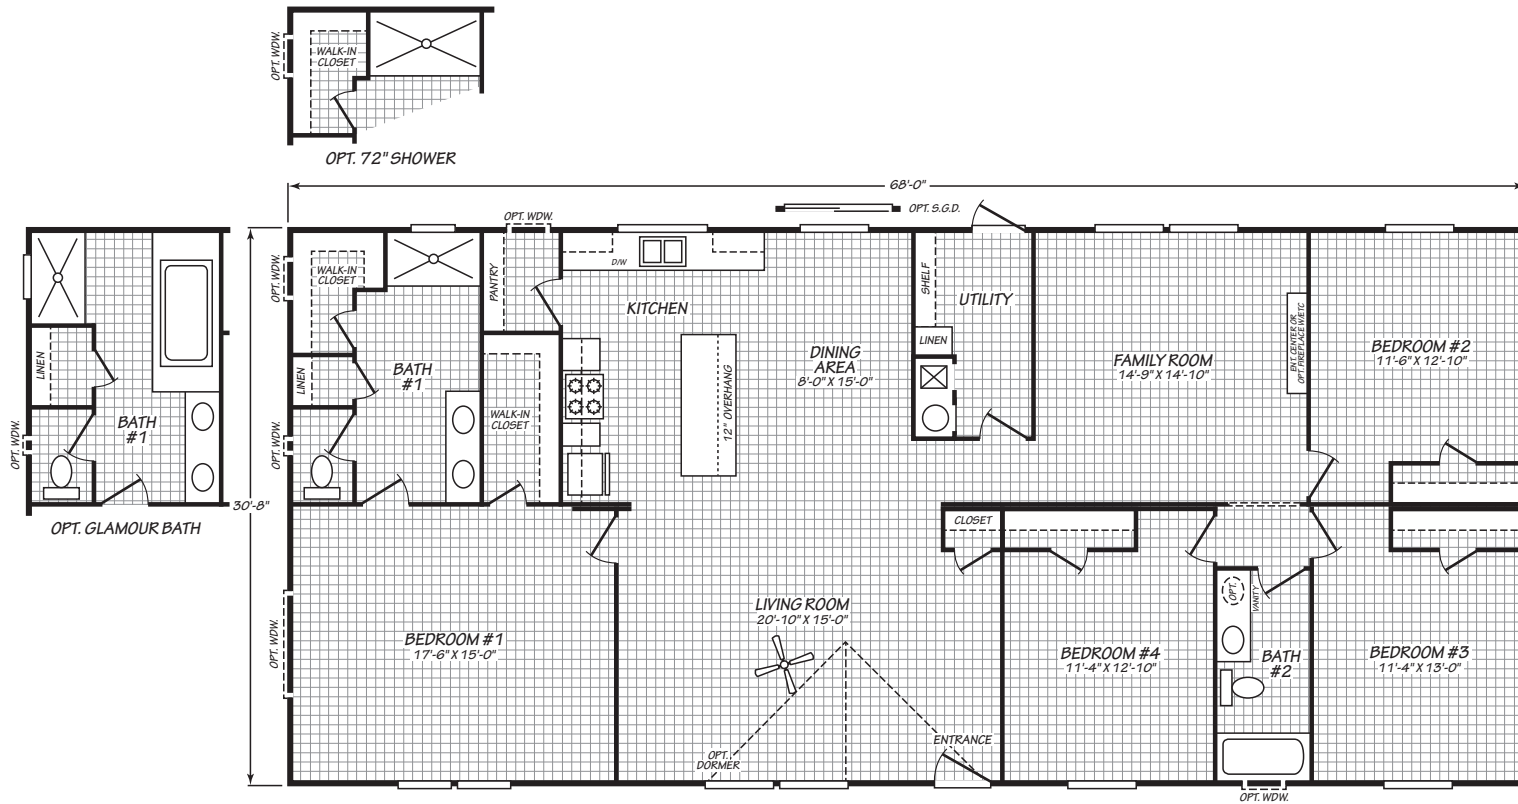 OPT. WDW.
WALK-IN
CLOSET
OPT. 72" SHOWER
68'-0"
OPT. S.G.D.
OPT. WDW.
OPT. WDW.
WALK-IN
CLOSET
PANTRY
D/W
KITCHEN
DINING
AREA
8'-0" X 15'-0"
SHELF
UTILITY
LINEN
FAMILY ROOM
14'-9" X 14'-10"
ENT. CENTER OR
OPT. FIREPLACE W/ETC
BEDROOM #2
11'-6" X 12'-10"
LINEN
BATH
#1
OPT. WDW.
OPT. GLAMOUR BATH
30'-8"
LINEN
BATH
#1
OPT. WDW.
WALK-IN
CLOSET
12" OVERHANG
CLOSET
BEDROOM #1
17'-6" X 15'-0"
OPT. WDW.
LIVING ROOM
20'-10" X 15'-0"
OPT.
DORMER
ENTRANCE
BEDROOM #4
11'-4" X 12'-10"
OPT.
VANITY
BATH
#2
OPT. WDW.
BEDROOM #3
11'-4" X 13'-0"